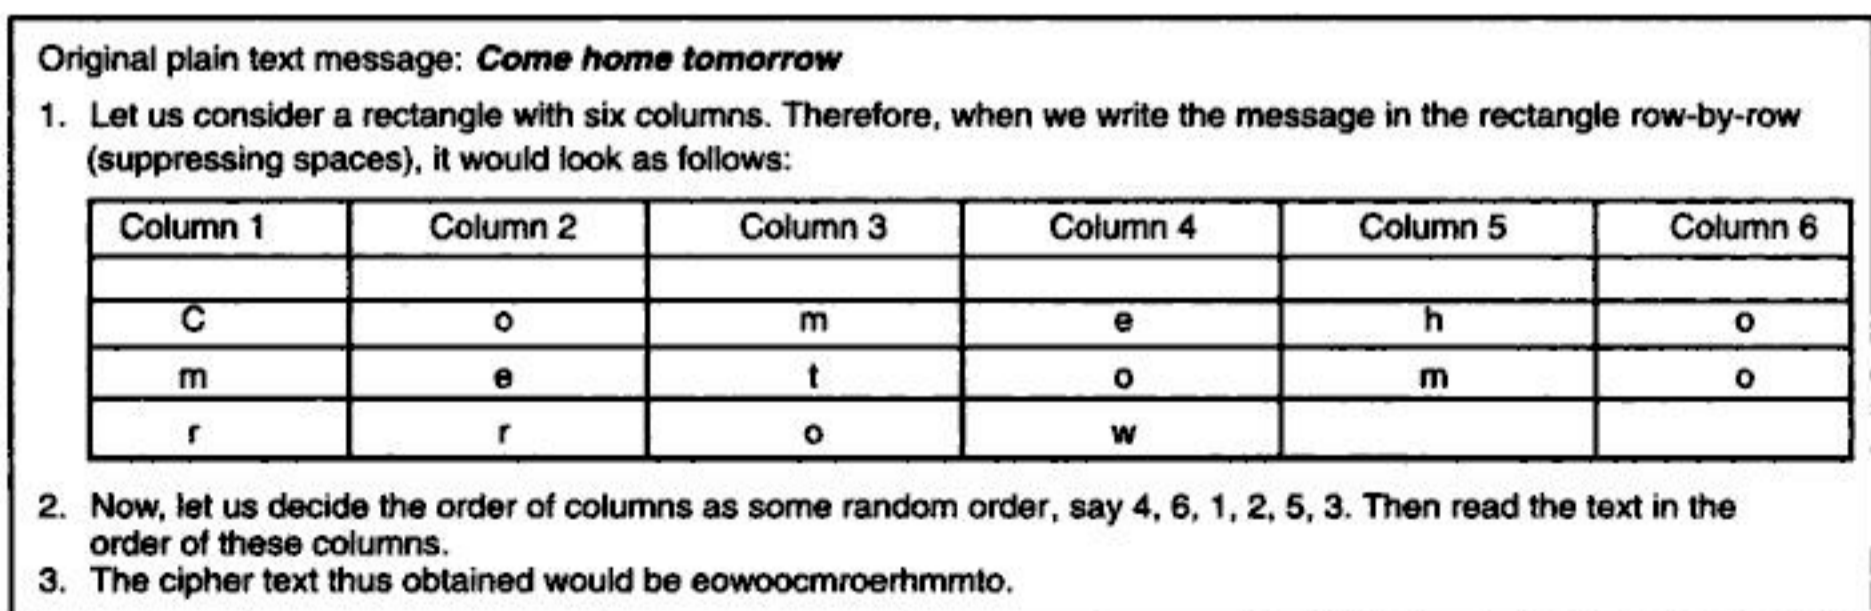 Original plain text message: Come home tomorrow
1. Let us consider a rectangle with six columns. Therefore, when we write the message in the rectangle row-by-row
(suppressing spaces), it would look as follows:
Column 1 Column 2 Column 3 Column 4 Column 5 Column 6
C o m e h o
m e t o m o
r r o w
2. Now, let us decide the order of columns as some random order, say 4, 6, 1, 2, 5, 3. Then read the text in the
order of these columns.
3. The cipher text thus obtained would be eowoocmroerhmmto.